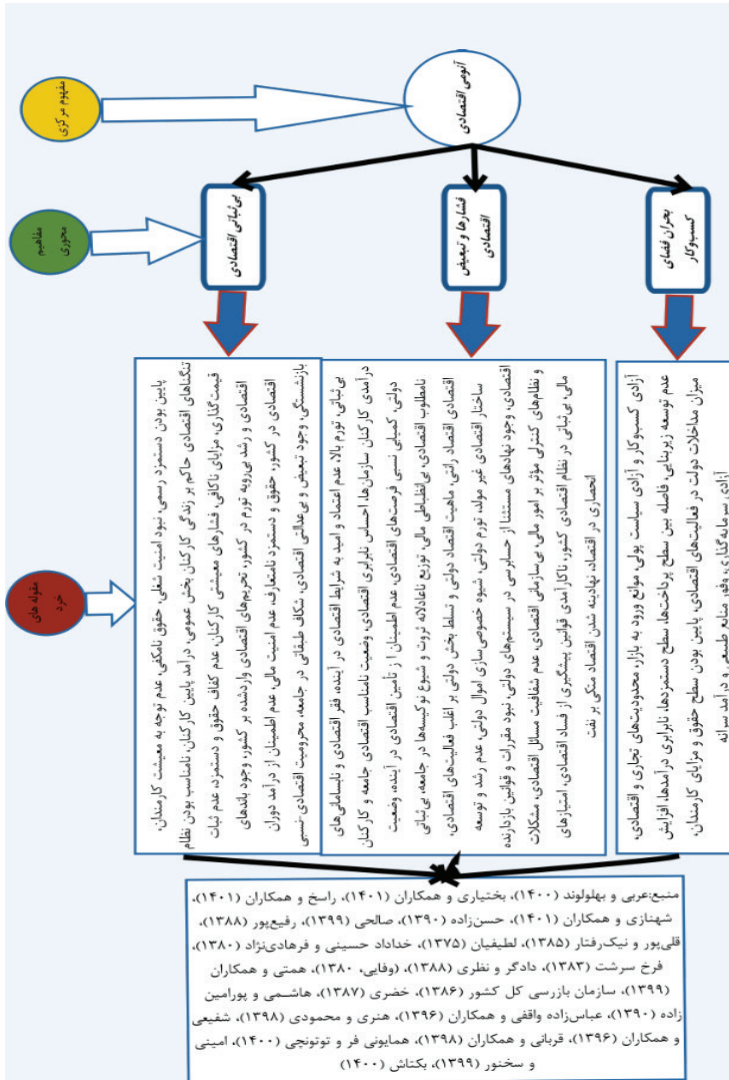 مفهوم مرکزی
آنومی اقتصادی
مفاهیم
محوری
بی‌ثباتی اقتصادی
فشارها و تبعیض
اقتصادی
بحران فضای
کسب‌وکار
خرد
مقوله های
پایین بودن دستمزد رسمی، نبود امنیت شغلی، حقوق نامکفی، عدم توجه به معیشت کارمندان،
تنگناهای اقتصادی حاکم بر زندگی کارکنان بخش عمومی، درآمد پایین کارکنان، نامناسب بودن نظام
قیمت‌گذاری، مزایای ناکافی، فشارهای معیشتی کارکنان، عدم کفاف حقوق و دستمزد، عدم ثبات
اقتصادی و رشد بی‌رویه تورم در کشور، تحریم‌های اقتصادی واردشده بر کشور، وجود باندهای
اقتصادی در کشور، حقوق و دستمزد نامتعارف، عدم امنیت مالی، عدم اطمینان از درآمد دوران
بازنشستگی، وجود تبعیض و بی‌عدالتی اقتصادی، شکاف طبقاتی در جامعه، محرومیت اقتصادی-نسبی
بی‌ثباتی، تورم بالا، عدم اعتماد و امید به شرایط اقتصادی در آینده، فقر اقتصادی و نابسامانی‌های
درآمدی کارکنان سازمان‌ها، احساس نابرابری اقتصادی، وضعیت نامناسب اقتصادی جامعه و کارکنان
دولتی، کمیابی نسبی فرصت‌های اقتصادی، عدم اطمینان از تأمین اقتصادی در آینده، وضعیت
نامطلوب اقتصادی، بی‌انظباطی مالی، توزیع ناعادلانه ثروت و شیوع نوکیسه‌ها در جامعه، بی‌ثباتی
اقتصادی، اقتصاد رانتی، ماهیت اقتصاد دولتی و تسلط بخش دولتی بر اغلب فعالیت‌های اقتصادی،
ساختار اقتصادی غیر مولد، تورم دولتی، شیوه خصوصی‌سازی اموال دولتی، عدم رشد و توسعه
اقتصادی، وجود نهادهای مستثنا از حسابرسی در سیستم‌های دولتی، نبود مقررات و قوانین بازدارنده
و نظام‌های کنترلی مؤثر بر امور مالی، بی‌سازمانی اقتصادی، عدم شفافیت مسائل اقتصادی، مشکلات
مالی، بی‌ثباتی در نظام اقتصادی کشور، ناکارآمدی قوانین پیشگیری از فساد اقتصادی، امتیازهای
انحصاری در اقتصاد، نهادینه شدن اقتصاد متکی بر نفت
میزان مداخلات دولت در فعالیت‌های اقتصادی، پایین بودن سطح حقوق و مزایای کارمندان،
عدم توسعه زیربنایی، فاصله بین سطح پرداخت‌ها، سطح دستمزدها، نابرابری درآمدها، افزایش
آزادی کسب‌وکار و آزادی سیاست پولی، موانع ورود به بازار، محدودیت‌های تجاری و اقتصادی،
آزادی سرمایه‌گذاری، وفور منابع طبیعی و درآمد سرانه
منبع:عربی و بهلولوند (۱۴۰۰)، بختیاری و همکاران (۱۴۰۱)، راسخ و همکاران (۱۴۰۱)،
شهنازی و همکاران (۱۴۰۱)، حسن‌زاده (۱۳۹۰)، صالحی (۱۳۹۹)، رفیع‌پور (۱۳۸۸)،
قلی‌پور و نیک‌رفتار (۱۳۸۵)، لطیفیان (۱۳۷۵)، خداداد حسینی و فرهادی‌نژاد (۱۳۸۰)،
فرخ سرشت (۱۳۸۳)، دادگر و نظری (۱۳۸۸)، (وفایی، ۱۳۸۰)، همتی و همکاران
(۱۳۹۹)، سازمان بازرسی کل کشور (۱۳۸۶)، خضری (۱۳۸۷)، هاشمی و پورامین
زاده (۱۳۹۰)، عباس‌زاده واقفی و همکاران (۱۳۹۶)، هنری و محمودی (۱۳۹۸)، شفیعی
و همکاران (۱۳۹۶)، قربانی و همکاران (۱۳۹۸)، همایونی فر و توتونچی (۱۴۰۰)، امینی
و سخنور (۱۳۹۹)، بکتاش (۱۴۰۰)